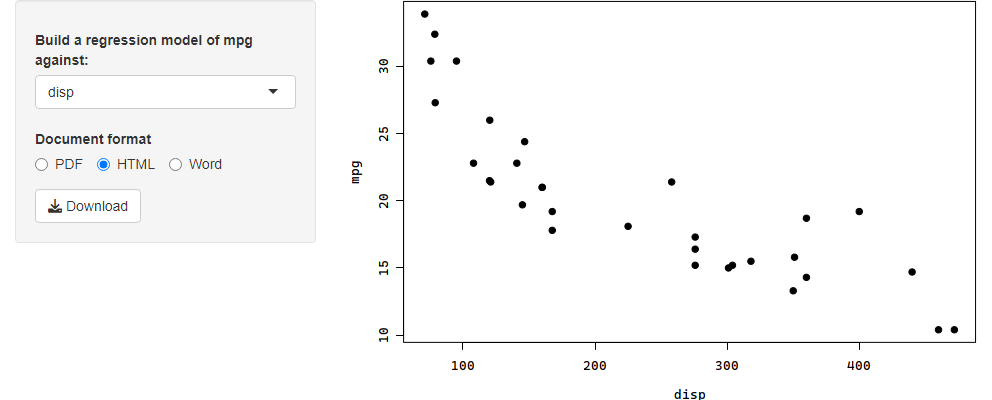 Build a regression model of mpg
against:
disp
Document format
PDF HTML Word
Download
mpg
30
25
20
15
10
100 200 300 400
disp